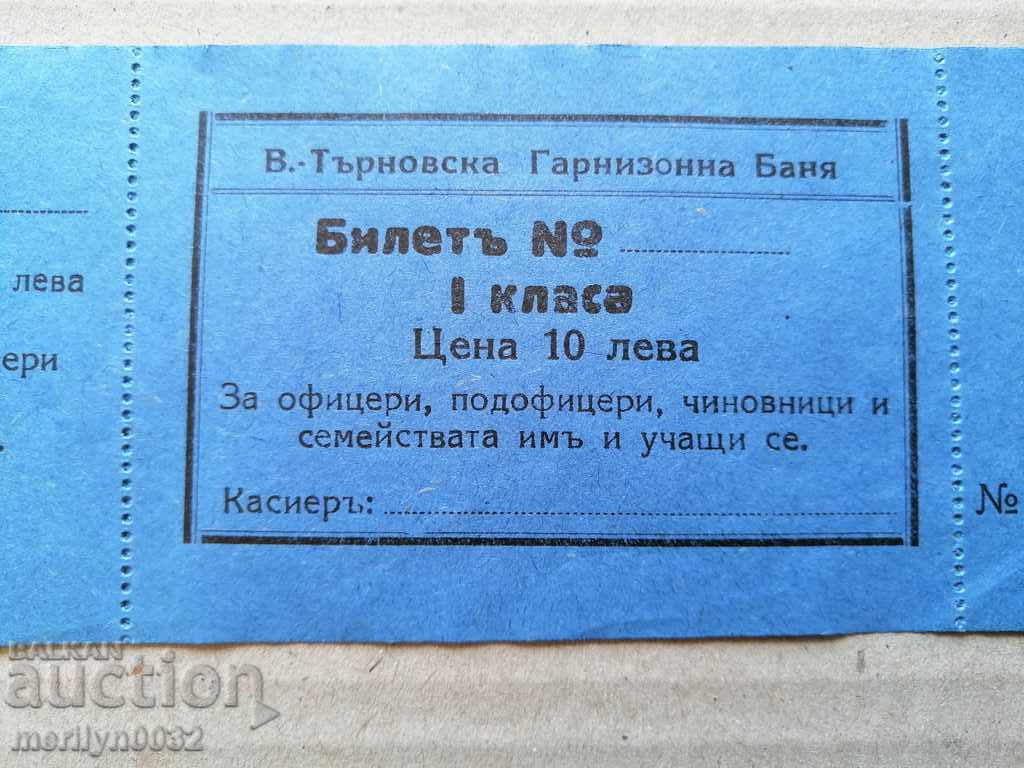 лева
ери
.
В.-Търновска Гарнизонна Баня
Билетъ №
I класа
Цена 10 лева
За офицери, подофицери, чиновници и
семействата имъ и учащи се.
Касиеръ:
№
BALKAN
auction
merilyn0032